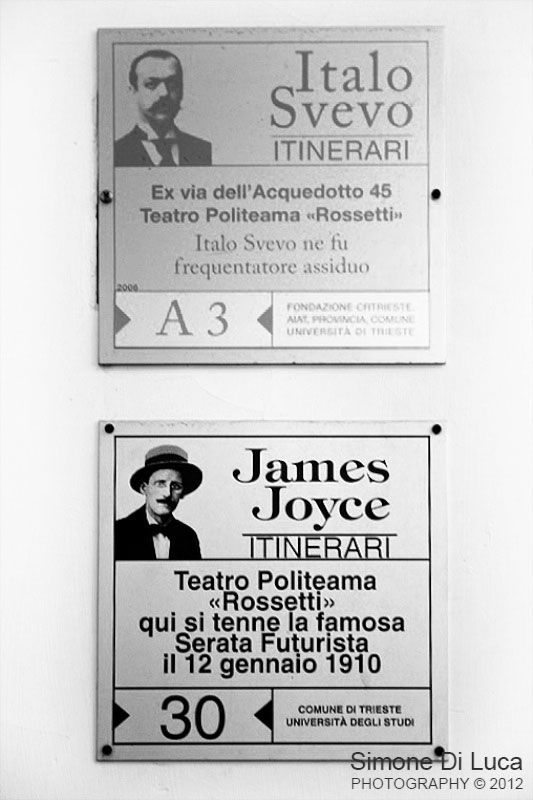 Italo
Svevo
ITINERARI
Ex via dell'Acquedotto 45
Teatro Politeama «Rossetti»
Italo Svevo ne fu
frequentatore assiduo
2006
A 3
FONDAZIONE CRTRIESTE,
AIAT, PROVINCIA, COMUNE
UNIVERSITÀ DI TRIESTE
James
Joyce
ITINERARI
Teatro Politeama
«Rossetti»
qui si tenne la famosa
Serata Futurista
il 12 gennaio 1910
30
COMUNE DI TRIESTE
UNIVERSITÀ DEGLI STUDI
Simone Di Luca
PHOTOGRAPHY © 2012